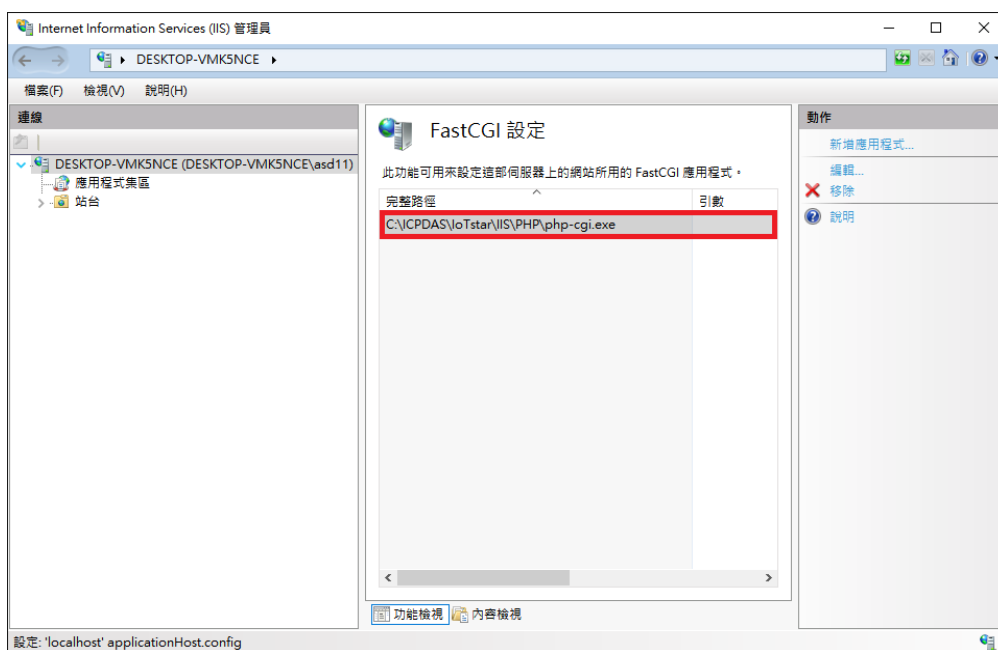 Internet Information Services (IIS) 管理員
DESKTOP-VMK5NCE
檔案(F) 檢視(V) 說明(H)
連線
DESKTOP-VMK5NCE (DESKTOP-VMK5NCE\asd11)
應用程式集區
站台
FastCGI 設定
此功能可用來設定這部伺服器上的網站所用的 FastCGI 應用程式。
完整路徑 引數
C:\ICPDAS\IoTstar\IIS\PHP\php-cgi.exe
功能檢視 內容檢視
動作
新增應用程式...
編輯...
移除
說明
設定: 'localhost' applicationHost.config